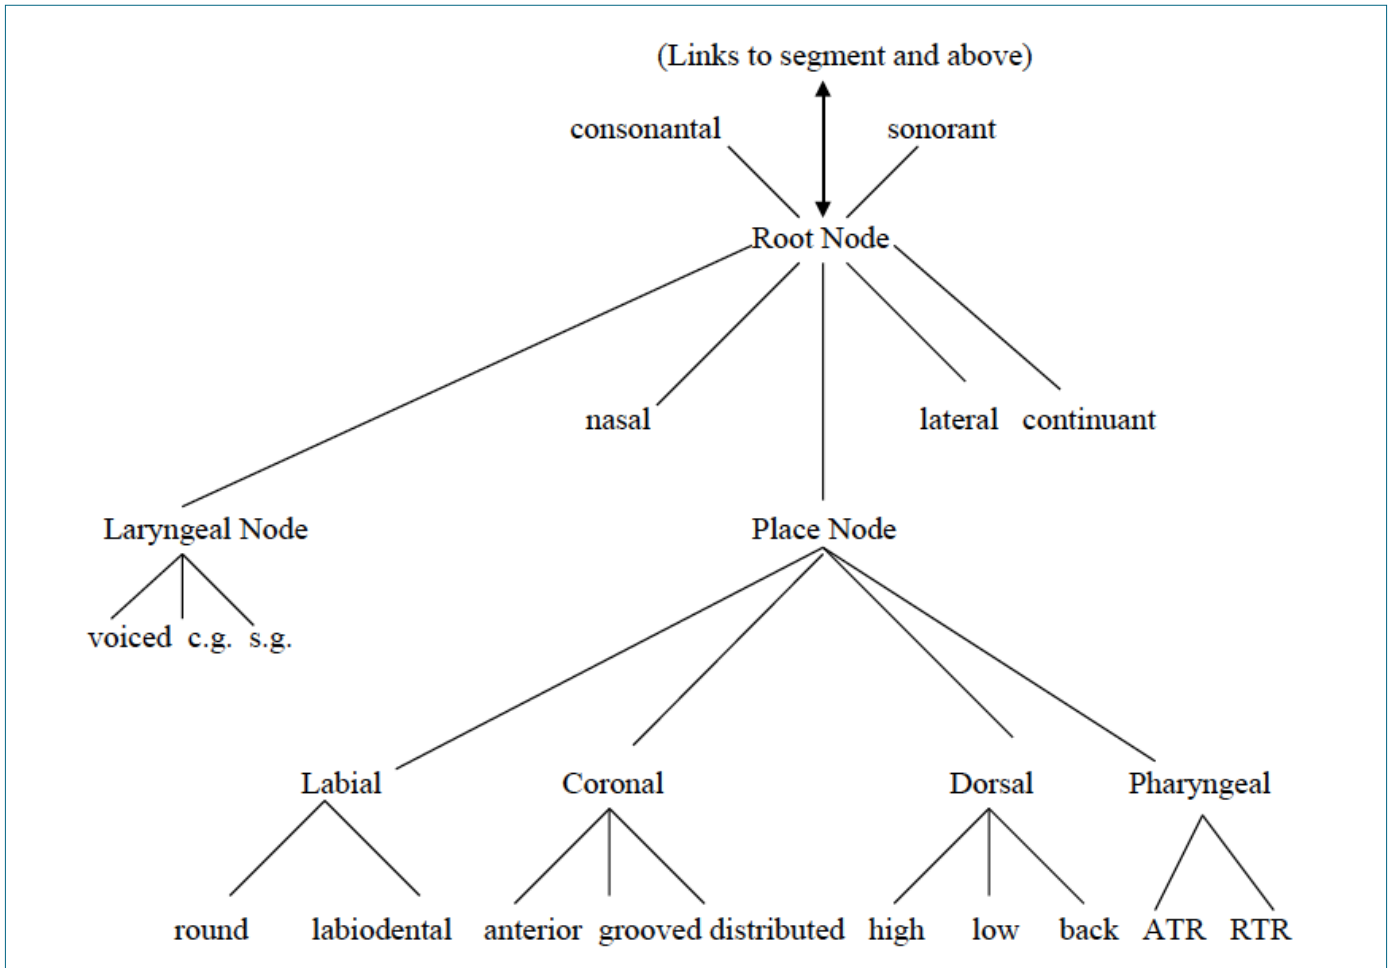 (Links to segment and above)
consonantal sonorant
Root Node
nasal lateral continuant
Laryngeal Node Place Node
voiced c.g. s.g.
Labial Coronal Dorsal Pharyngeal
round labiodental anterior grooved distributed high low back ATR RTR